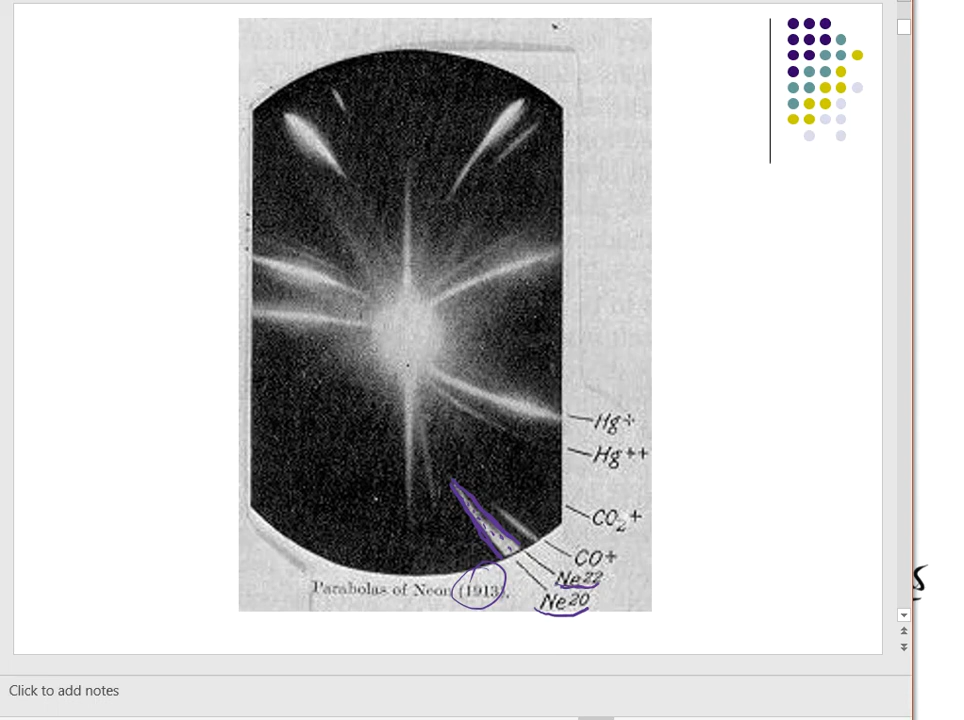 Hg+
Hg++
CO₂+
CO+
Ne22
Parabolas of Neon (1913).
Ne20
Click to add notes